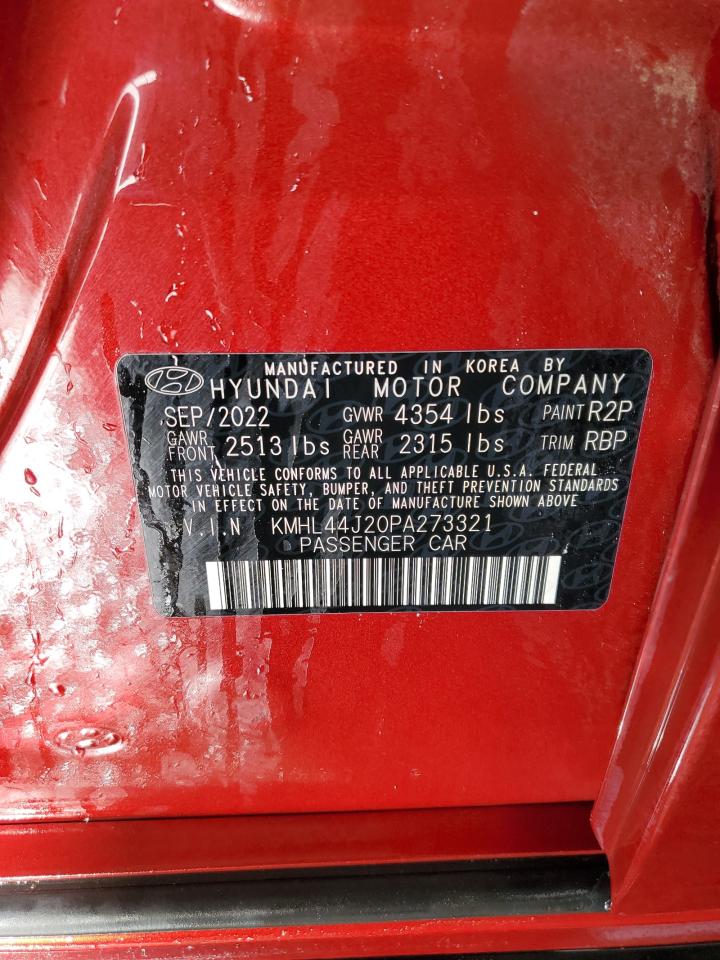 MANUFACTURED IN KOREA BY
HYUNDAI MOTOR COMPANY
SEP/2022 GVWR 4354 lbs PAINT R2P
GAWR FRONT 2513 lbs GAWR REAR 2315 lbs TRIM RBP
THIS VEHICLE CONFORMS TO ALL APPLICABLE U.S.A. FEDERAL
MOTOR VEHICLE SAFETY, BUMPER, AND THEFT PREVENTION STANDARDS
IN EFFECT ON THE DATE OF MANUFACTURE SHOWN ABOVE
V.I.N KMHL44J20PA273321
PASSENGER CAR